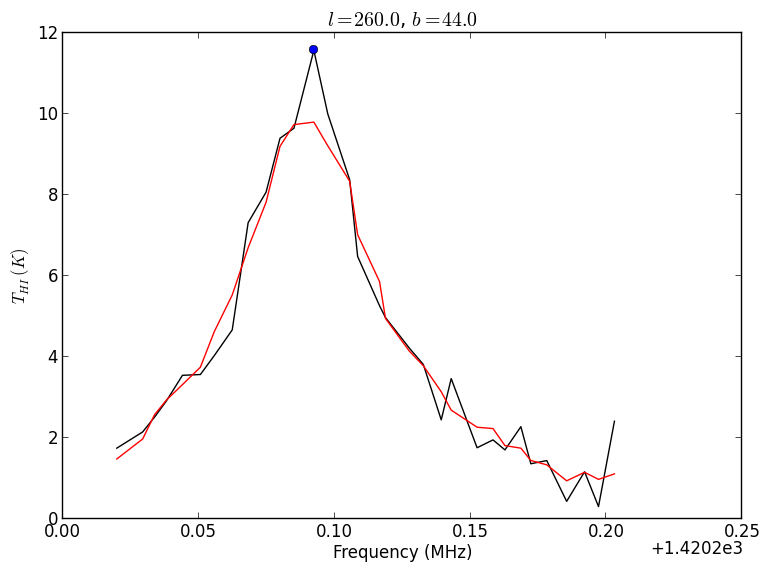 l = 260.0, b = 44.0
12
10
8
6
4
2
0
T_HI (K)
0.00 0.05 0.10 0.15 0.20 0.25
Frequency (MHz)
+1.4202e3